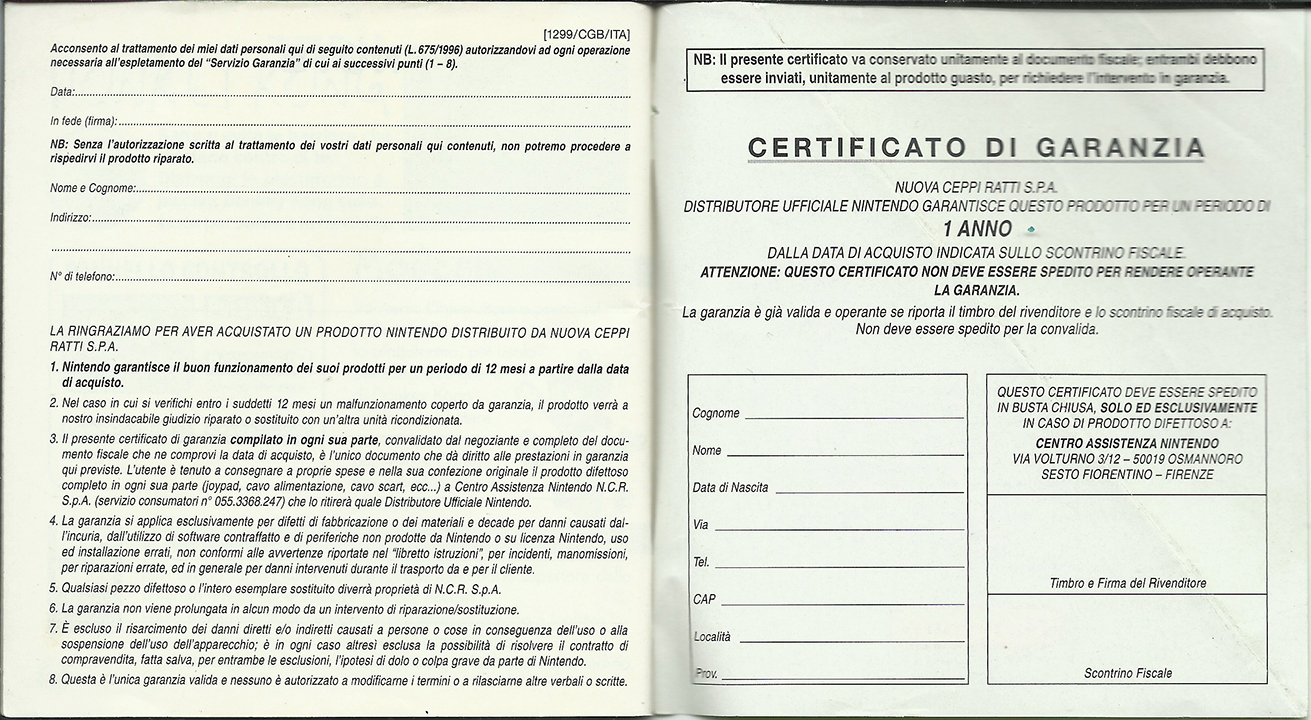 [1299/CGB/ITA]
Acconsento al trattamento dei miei dati personali qui di seguito contenuti (L. 675/1996) autorizzandovi ad ogni operazione
necessaria all'espletamento del “Servizio Garanzia” di cui ai successivi punti (1 – 8).
Data:
In fede (firma):
NB: Senza l'autorizzazione scritta al trattamento dei vostri dati personali qui contenuti, non potremo procedere a
rispedirvi il prodotto riparato.
Nome e Cognome:
Indirizzo:
N° di telefono:
LA RINGRAZIAMO PER AVER ACQUISTATO UN PRODOTTO NINTENDO DISTRIBUITO DA NUOVA CEPPI
RATTI S.P.A.
1. Nintendo garantisce il buon funzionamento dei suoi prodotti per un periodo di 12 mesi a partire dalla data
di acquisto.
2. Nel caso in cui si verifichi entro i suddetti 12 mesi un malfunzionamento coperto da garanzia, il prodotto verrà a
nostro insindacabile giudizio riparato o sostituito con un'altra unità ricondizionata.
3. Il presente certificato di garanzia compilato in ogni sua parte, convalidato dal negoziante e completo del docu-
mento fiscale che ne comprovi la data di acquisto, è l'unico documento che dà diritto alle prestazioni in garanzia
qui previste. L'utente è tenuto a consegnare a proprie spese e nella sua confezione originale il prodotto difettoso
completo in ogni sua parte (joypad, cavo alimentazione, cavo scart, ecc...) a Centro Assistenza Nintendo N.C.R.
S.p.A. (servizio consumatori n° 055.3368.247) che lo ritirerà quale Distributore Ufficiale Nintendo.
4. La garanzia si applica esclusivamente per difetti di fabbricazione o dei materiali e decade per danni causati dal-
l'incuria, dall'utilizzo di software contraffatto e di periferiche non prodotte da Nintendo o su licenza Nintendo, uso
ed installazione errati, non conformi alle avvertenze riportate nel “libretto istruzioni”, per incidenti, manomissioni,
per riparazioni errate, ed in generale per danni intervenuti durante il trasporto da e per il cliente.
5. Qualsiasi pezzo difettoso o l'intero esemplare sostituito diverrà proprietà di N.C.R. S.p.A.
6. La garanzia non viene prolungata in alcun modo da un intervento di riparazione/sostituzione.
7. È escluso il risarcimento dei danni diretti e/o indiretti causati a persone o cose in conseguenza dell'uso o alla
sospensione dell'uso dell'apparecchio; è in ogni caso altresì esclusa la possibilità di risolvere il contratto di
compravendita, fatta salva, per entrambe le esclusioni, l'ipotesi di dolo o colpa grave da parte di Nintendo.
8. Questa è l'unica garanzia valida e nessuno è autorizzato a modificarne i termini o a rilasciarne altre verbali o scritte.
NB: Il presente certificato va conservato unitamente al documento fiscale; entrambi debbono
essere inviati, unitamente al prodotto guasto, per richiedere l'intervento in garanzia.
CERTIFICATO DI GARANZIA
NUOVA CEPPI RATTI S.P.A.
DISTRIBUTORE UFFICIALE NINTENDO GARANTISCE QUESTO PRODOTTO PER UN PERIODO DI
1 ANNO
DALLA DATA DI ACQUISTO INDICATA SULLO SCONTRINO FISCALE.
ATTENZIONE: QUESTO CERTIFICATO NON DEVE ESSERE SPEDITO PER RENDERE OPERANTE
LA GARANZIA.
La garanzia è già valida e operante se riporta il timbro del rivenditore e lo scontrino fiscale di acquisto.
Non deve essere spedito per la convalida.
Cognome
Nome
Data di Nascita
Via
Tel.
CAP
Località
Prov.
QUESTO CERTIFICATO DEVE ESSERE SPEDITO
IN BUSTA CHIUSA, SOLO ED ESCLUSIVAMENTE
IN CASO DI PRODOTTO DIFETTOSO A:
CENTRO ASSISTENZA NINTENDO
VIA VOLTURNO 3/12 – 50019 OSMANNORO
SESTO FIORENTINO – FIRENZE
Timbro e Firma del Rivenditore
Scontrino Fiscale